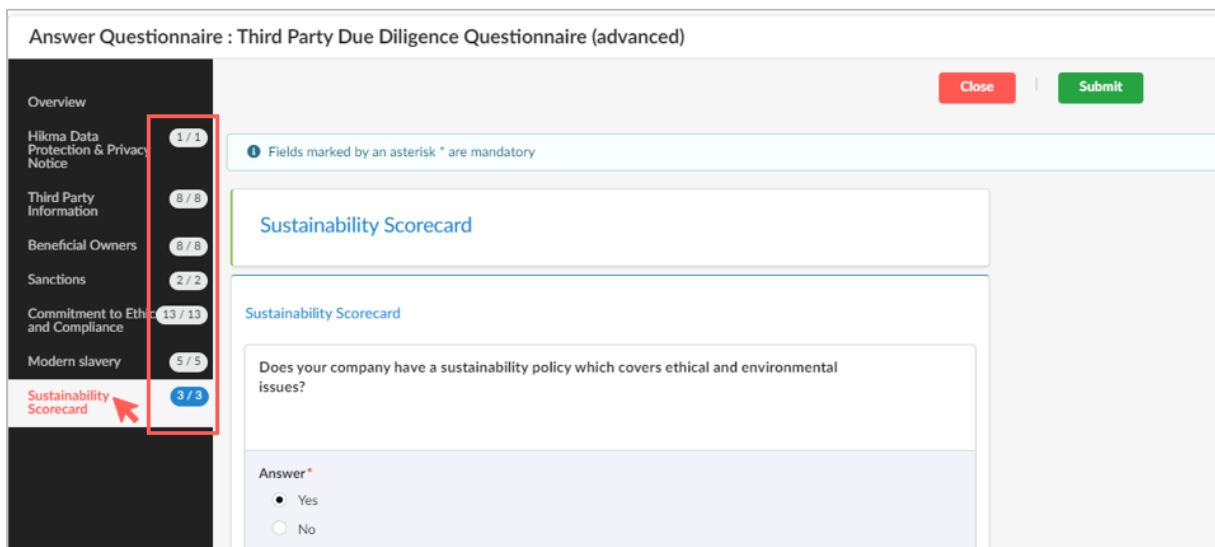 Answer Questionnaire : Third Party Due Diligence Questionnaire (advanced)
Close
Submit
Overview
Hikma Data
Protection & Privacy
Notice
1 / 1
Third Party
Information
8 / 8
Beneficial Owners
8 / 8
Sanctions
2 / 2
Commitment to Ethic
and Compliance
13 / 13
Modern slavery
5 / 5
Sustainability
Scorecard
3 / 3
Fields marked by an asterisk * are mandatory
Sustainability Scorecard
Sustainability Scorecard
Does your company have a sustainability policy which covers ethical and environmental
issues?
Answer*
Yes
No